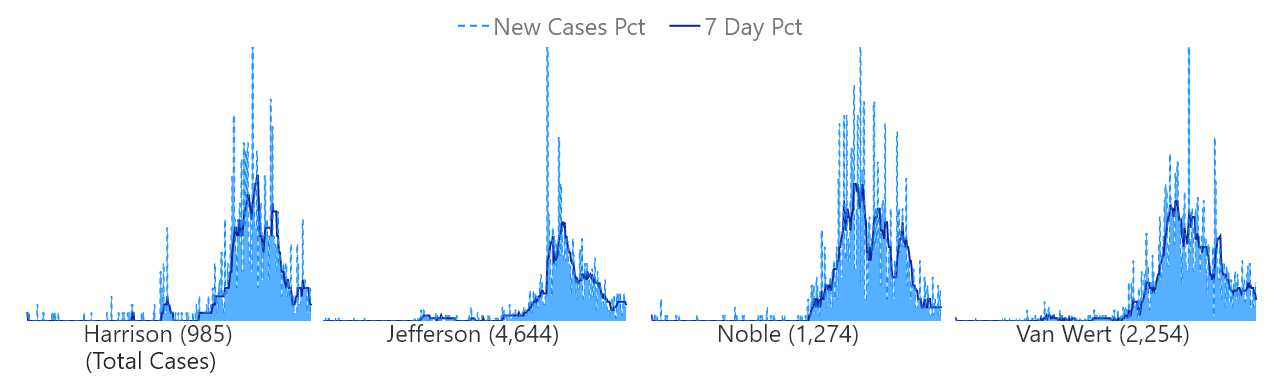 New Cases Pct 7 Day Pct
Harrison (985) Jefferson (4,644) Noble (1,274) Van Wert (2,254)
(Total Cases)